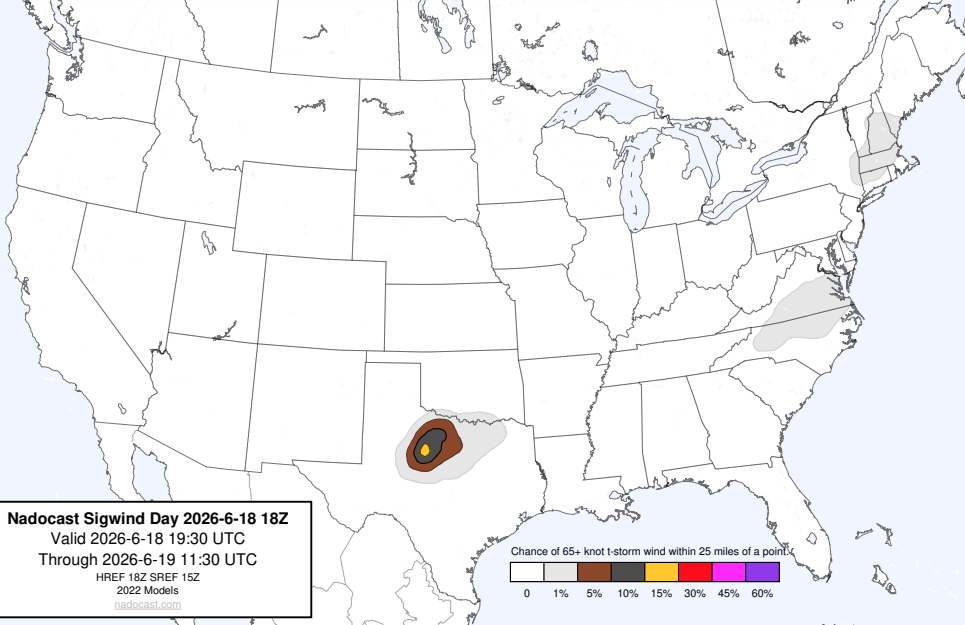 Nadocast Sigwind Day 2026-6-18 18Z
Valid 2026-6-18 19:30 UTC
Through 2026-6-19 11:30 UTC
HREF 18Z SREF 15Z
2022 Models
nadocast.com
Chance of 65+ knot t-storm wind within 25 miles of a point.
0 1% 5% 10% 15% 30% 45% 60%